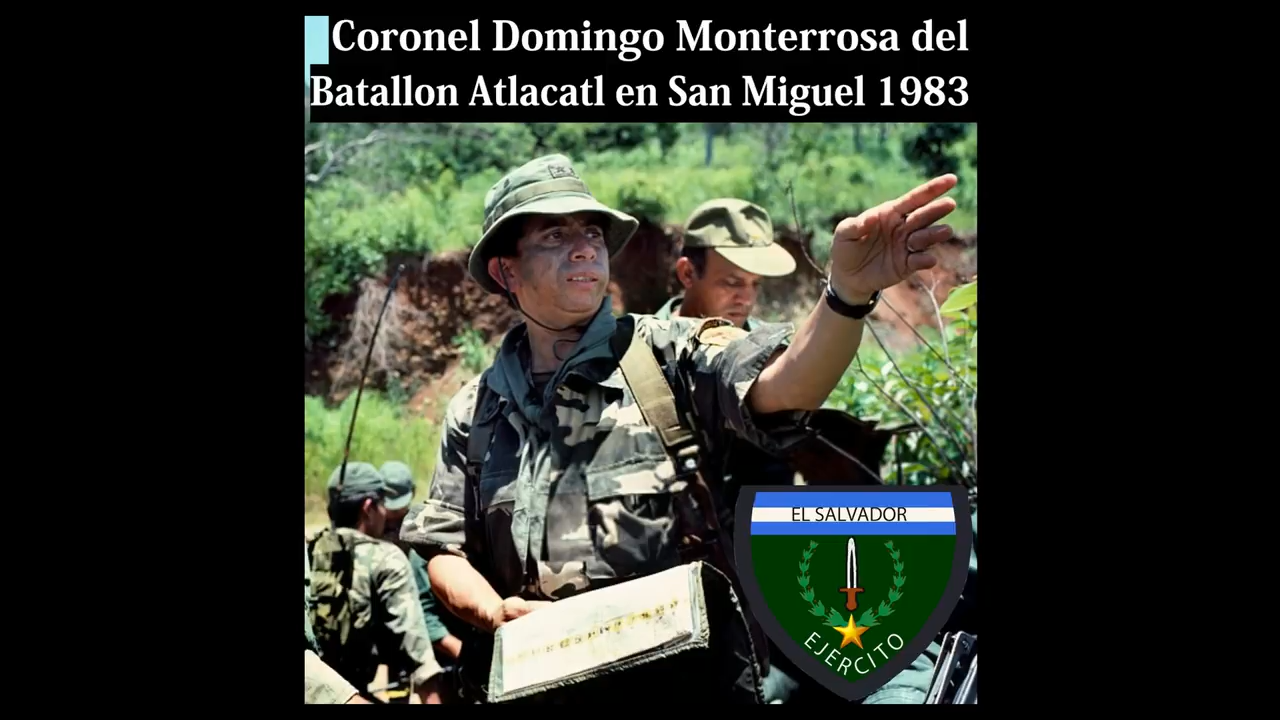 Coronel Domingo Monterrosa del
Batallon Atlacatl en San Miguel 1983
EL SALVADOR
EJERCITO